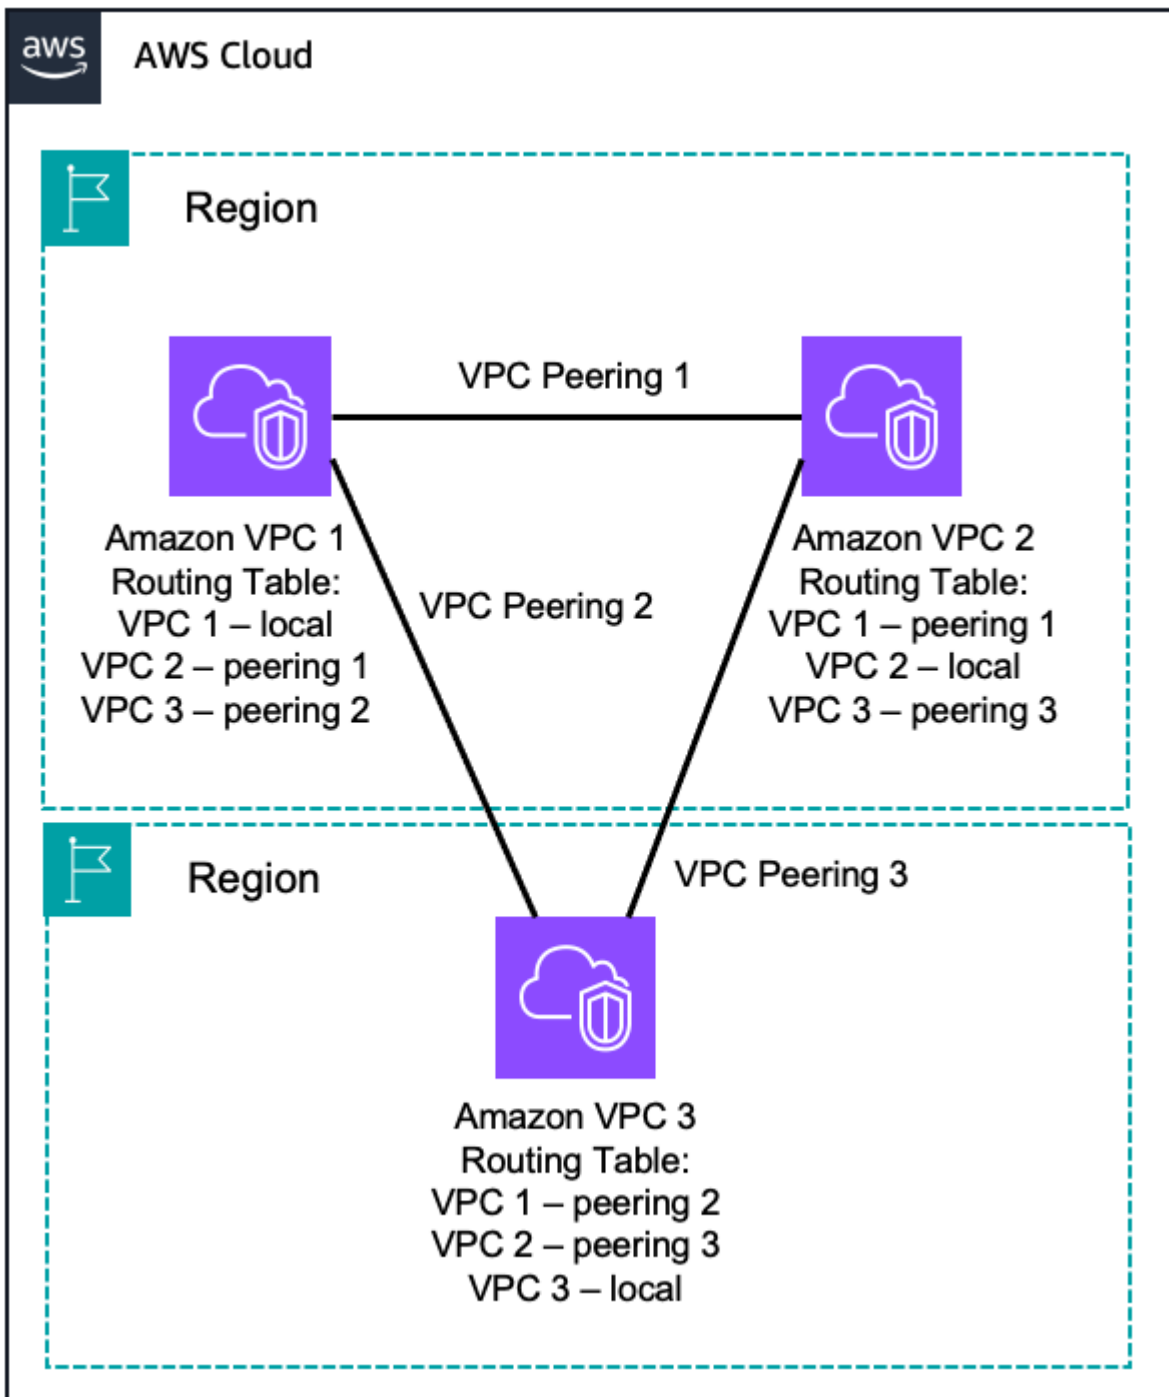 aws
AWS Cloud
Region
VPC Peering 1
Amazon VPC 1
Routing Table:
VPC 1 – local
VPC 2 – peering 1
VPC 3 – peering 2
VPC Peering 2
Amazon VPC 2
Routing Table:
VPC 1 – peering 1
VPC 2 – local
VPC 3 – peering 3
Region
VPC Peering 3
Amazon VPC 3
Routing Table:
VPC 1 – peering 2
VPC 2 – peering 3
VPC 3 – local